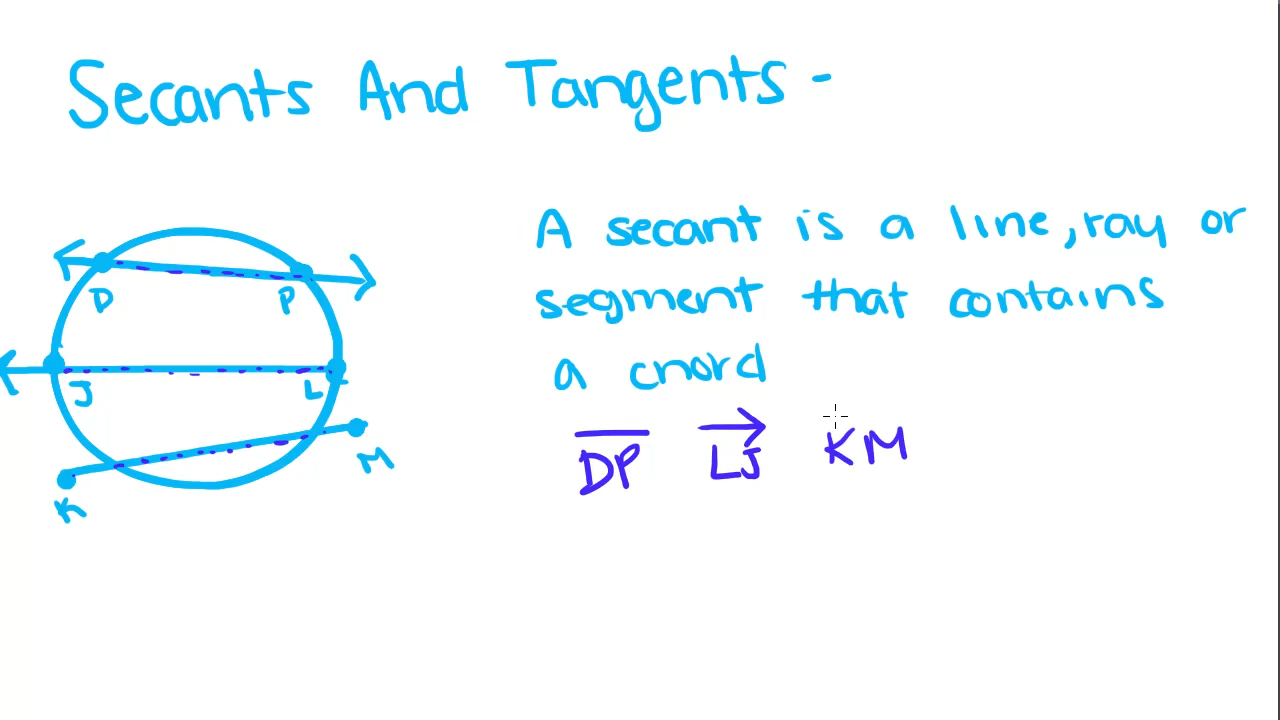 Secants And Tangents -
A secant is a line, ray or
segment that contains
a chord
DP LJ KM
D P
J L
M
K